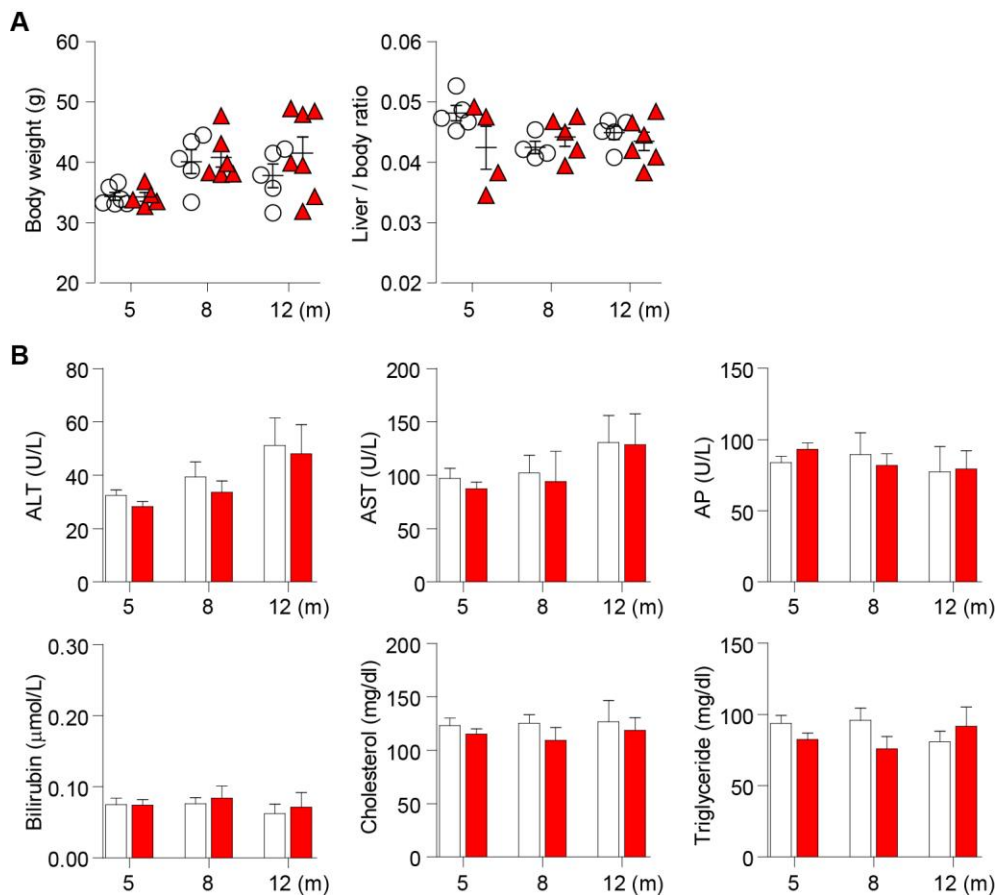 A
Body weight (g)
60
50
40
30
20
5 8 12 (m)
Liver / body ratio
0.06
0.05
0.04
0.03
0.02
5 8 12 (m)
B
ALT (U/L)
80
60
40
20
0
5 8 12 (m)
AST (U/L)
200
150
100
50
0
5 8 12 (m)
AP (U/L)
150
100
50
0
5 8 12 (m)
Bilirubin (μmol/L)
0.30
0.20
0.10
0.00
5 8 12 (m)
Cholesterol (mg/dl)
200
150
100
50
0
5 8 12 (m)
Triglyceride (mg/dl)
150
100
50
0
5 8 12 (m)